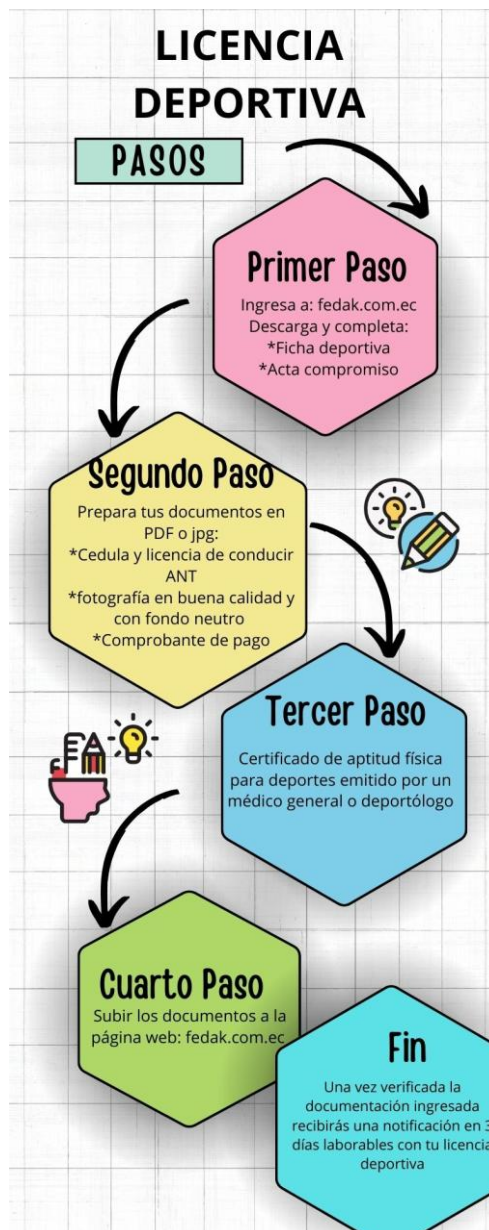 LICENCIA
DEPORTIVA
PASOS
Primer Paso
Ingresa a: fedak.com.ec
Descarga y completa:
*Ficha deportiva
*Acta compromiso
Segundo Paso
Prepara tus documentos en
PDF o jpg:
*Cedula y licencia de conducir
ANT
*fotografía en buena calidad y
con fondo neutro
*Comprobante de pago
Tercer Paso
Certificado de aptitud física
para deportes emitido por un
médico general o deportólogo
Cuarto Paso
Subir los documentos a la
página web: fedak.com.ec
Fin
Una vez verificada la
documentación ingresada
recibirás una notificación en 3
días laborables con tu licencia
deportiva